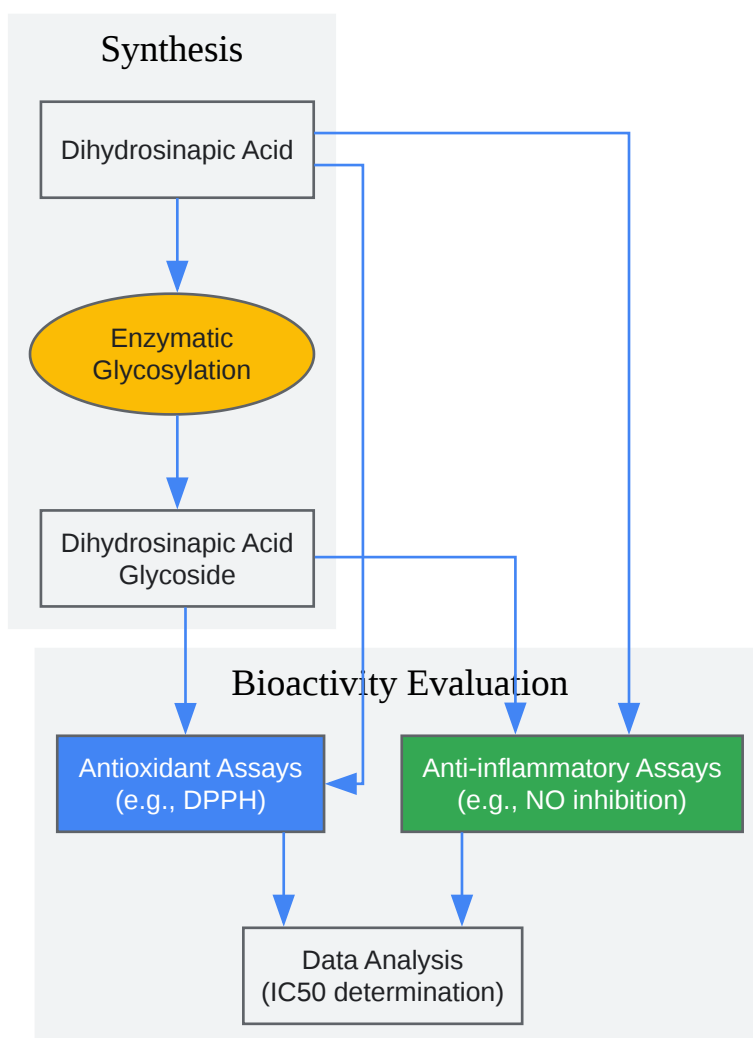 Synthesis
Dihydrosinapic Acid
Enzymatic
Glycosylation
Dihydrosinapic Acid
Glycoside
Bioactivity Evaluation
Antioxidant Assays
(e.g., DPPH)
Anti-inflammatory Assays
(e.g., NO inhibition)
Data Analysis
(IC50 determination)